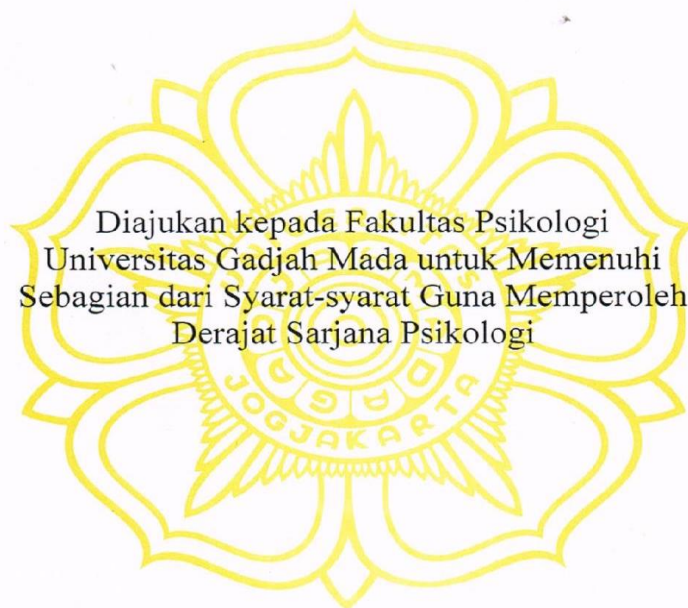 Diajukan kepada Fakultas Psikologi
Universitas Gadjah Mada untuk Memenuhi
Sebagian dari Syarat-syarat Guna Memperoleh
Derajat Sarjana Psikologi
JOGJAKARTA